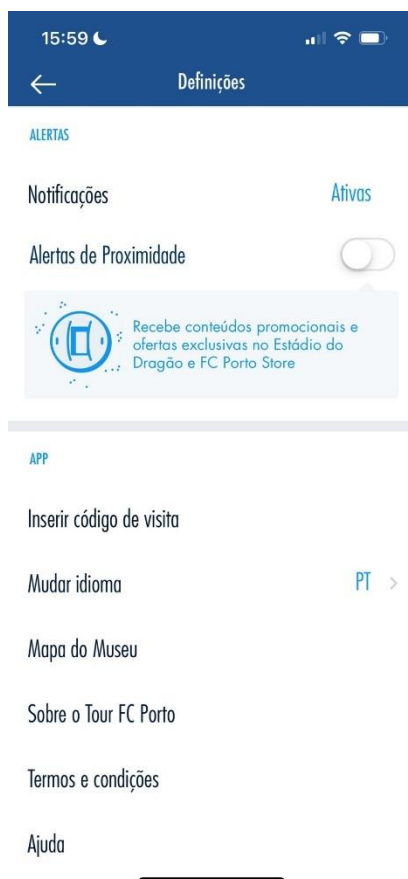 15:59
Definições
ALERTAS
Notificações Ativas
Alertas de Proximidade
Recebe conteúdos promocionais e
ofertas exclusivas no Estádio do
Dragão e FC Porto Store
APP
Inserir código de visita
Mudar idioma PT >
Mapa do Museu
Sobre o Tour FC Porto
Termos e condições
Ajuda